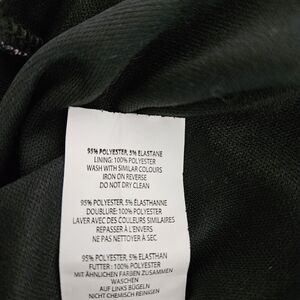 95% POLYESTER, 5% ELASTANE
LINING: 100% POLYESTER
WASH WITH SIMILAR COLOURS
IRON ON REVERSE
DO NOT DRY CLEAN
95% POLYESTER, 5% ÉLASTHANNE
DOUBLURE: 100% POLYESTER
LAVER AVEC DES COULEURS SIMILAIRES
REPASSER À L'ENVERS
NE PAS NETTOYER À SEC
95% POLYESTER, 5% ELASTHAN
FUTTER: 100% POLYESTER
MIT ÄHNLICHEN FARBEN ZUSAMMEN
WASCHEN
AUF LINKS BÜGELN
NICHT CHEMISCH REINIGEN